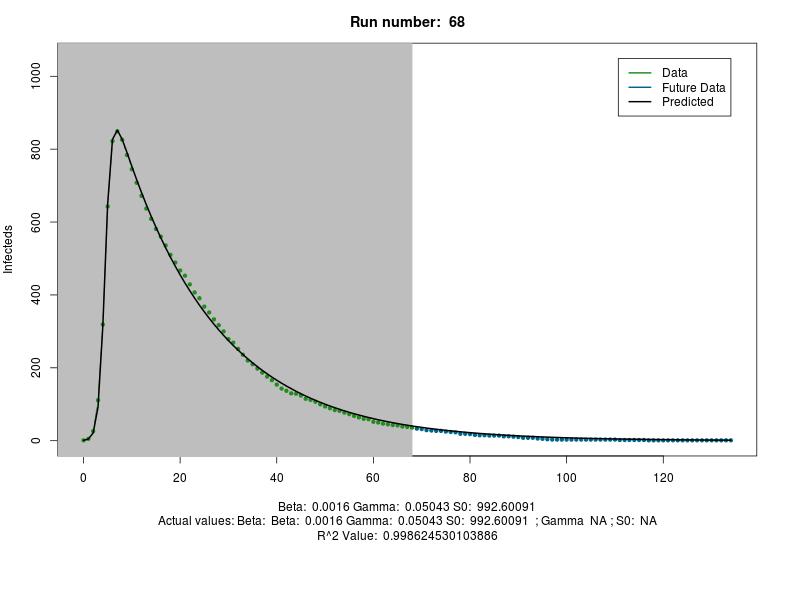 Run number: 68
1000
800
600
400
200
0
Infecteds
Data
Future Data
Predicted
0 20 40 60 80 100 120
Beta: 0.0016 Gamma: 0.05043 S0: 992.60091
Actual values: Beta: Beta: 0.0016 Gamma: 0.05043 S0: 992.60091 ; Gamma NA ; S0: NA
R^2 Value: 0.998624530103886